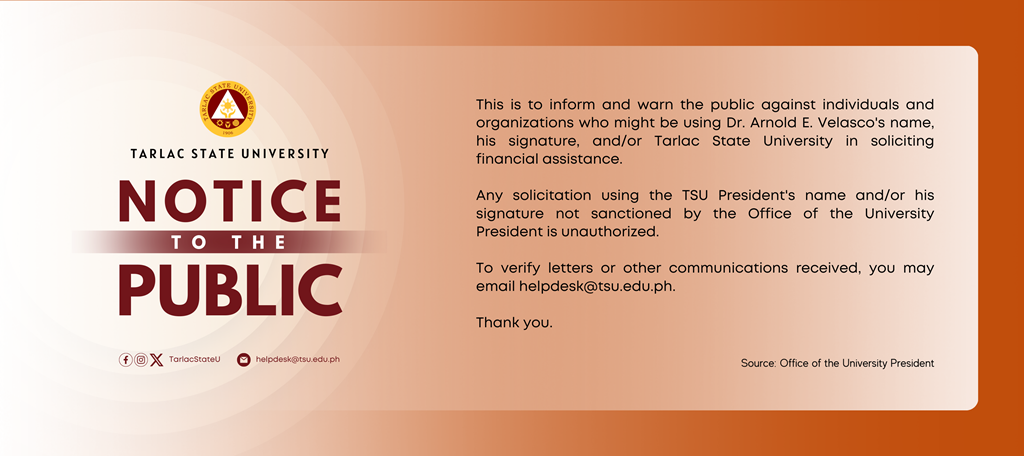 TARLAC STATE UNIVERSITY
1906
TARLAC STATE UNIVERSITY
NOTICE
TO THE
PUBLIC
TarlacStateU
helpdesk@tsu.edu.ph
This is to inform and warn the public against individuals and
organizations who might be using Dr. Arnold E. Velasco's name,
his signature, and/or Tarlac State University in soliciting
financial assistance.
Any solicitation using the TSU President's name and/or his
signature not sanctioned by the Office of the University
President is unauthorized.
To verify letters or other communications received, you may
email helpdesk@tsu.edu.ph.
Thank you.
Source: Office of the University President